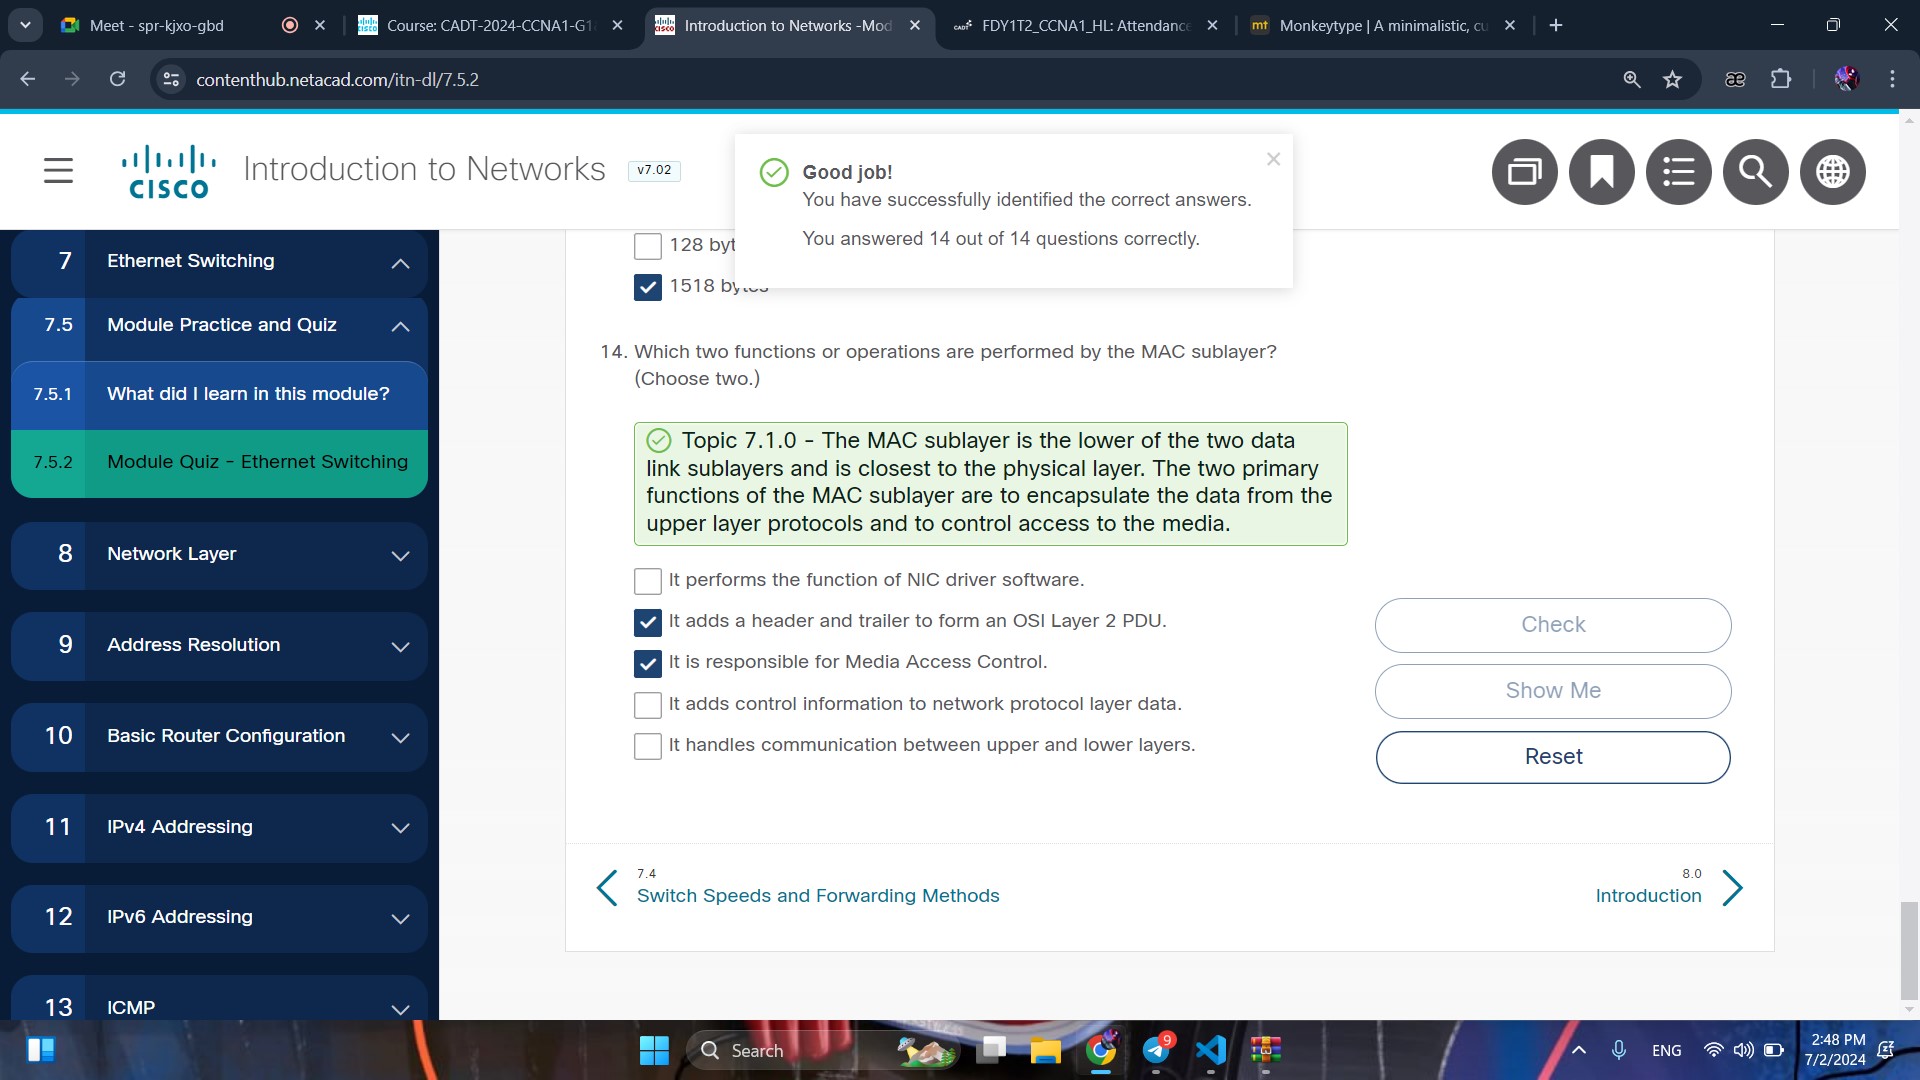 Meet - spr-kjxo-gbd
Course: CADT-2024-CCNA1-G1
Introduction to Networks -Mod
FDY1T2_CCNA1_HL: Attendance
mt
Monkeytype | A minimalistic, cu
contenthub.netacad.com/itn-dl/7.5.2
æ
CISCO
Introduction to Networks
v7.02
Good job!
You have successfully identified the correct answers.
You answered 14 out of 14 questions correctly.
7 Ethernet Switching
7.5 Module Practice and Quiz
7.5.1 What did I learn in this module?
7.5.2 Module Quiz - Ethernet Switching
8 Network Layer
9 Address Resolution
10 Basic Router Configuration
11 IPv4 Addressing
12 IPv6 Addressing
13 ICMP
128 byt
1518 bytes
14. Which two functions or operations are performed by the MAC sublayer?
(Choose two.)
Topic 7.1.0 - The MAC sublayer is the lower of the two data
link sublayers and is closest to the physical layer. The two primary
functions of the MAC sublayer are to encapsulate the data from the
upper layer protocols and to control access to the media.
It performs the function of NIC driver software.
It adds a header and trailer to form an OSI Layer 2 PDU.
It is responsible for Media Access Control.
It adds control information to network protocol layer data.
It handles communication between upper and lower layers.
Check
Show Me
Reset
7.4
Switch Speeds and Forwarding Methods
8.0
Introduction
Search
9
ENG
2:48 PM
7/2/2024